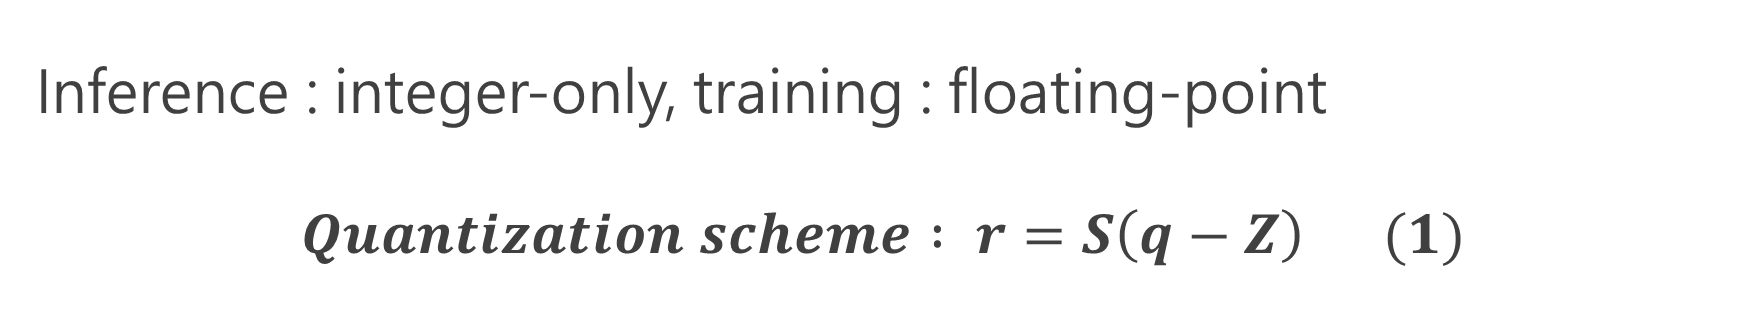 Inference : integer-only, training : floating-point
Quantization scheme : r = S(q − Z) (1)